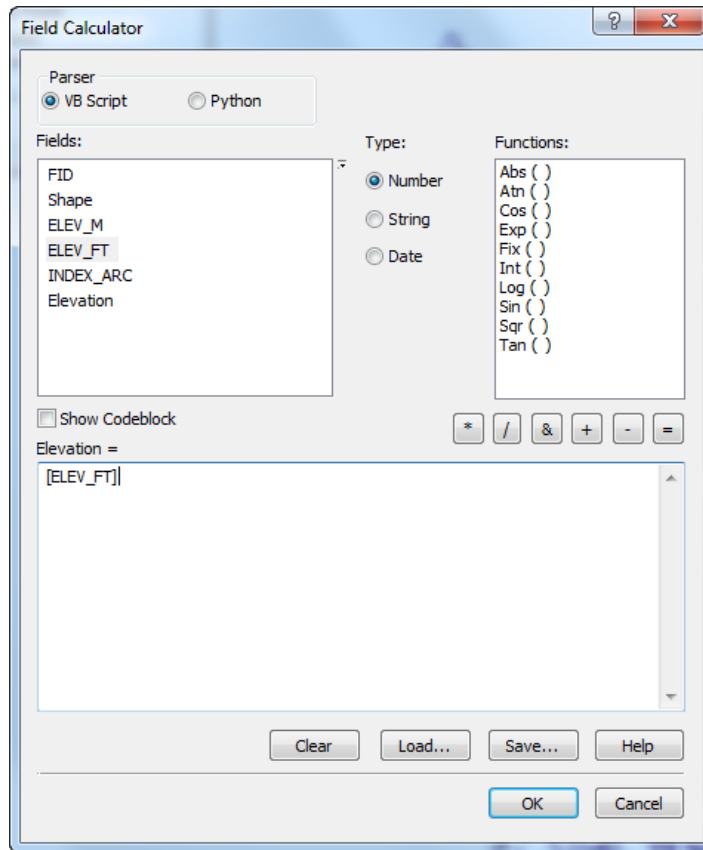 Field Calculator
?
X
Parser
VB Script
Python
Fields:
Type:
Functions:
FID
Shape
ELEV_M
ELEV_FT
INDEX_ARC
Elevation
Number
String
Date
Abs ( )
Atn ( )
Cos ( )
Exp ( )
Fix ( )
Int ( )
Log ( )
Sin ( )
Sqr ( )
Tan ( )
Show Codeblock
* / & + - =
Elevation =
[ELEV_FT]
Clear
Load...
Save...
Help
OK
Cancel